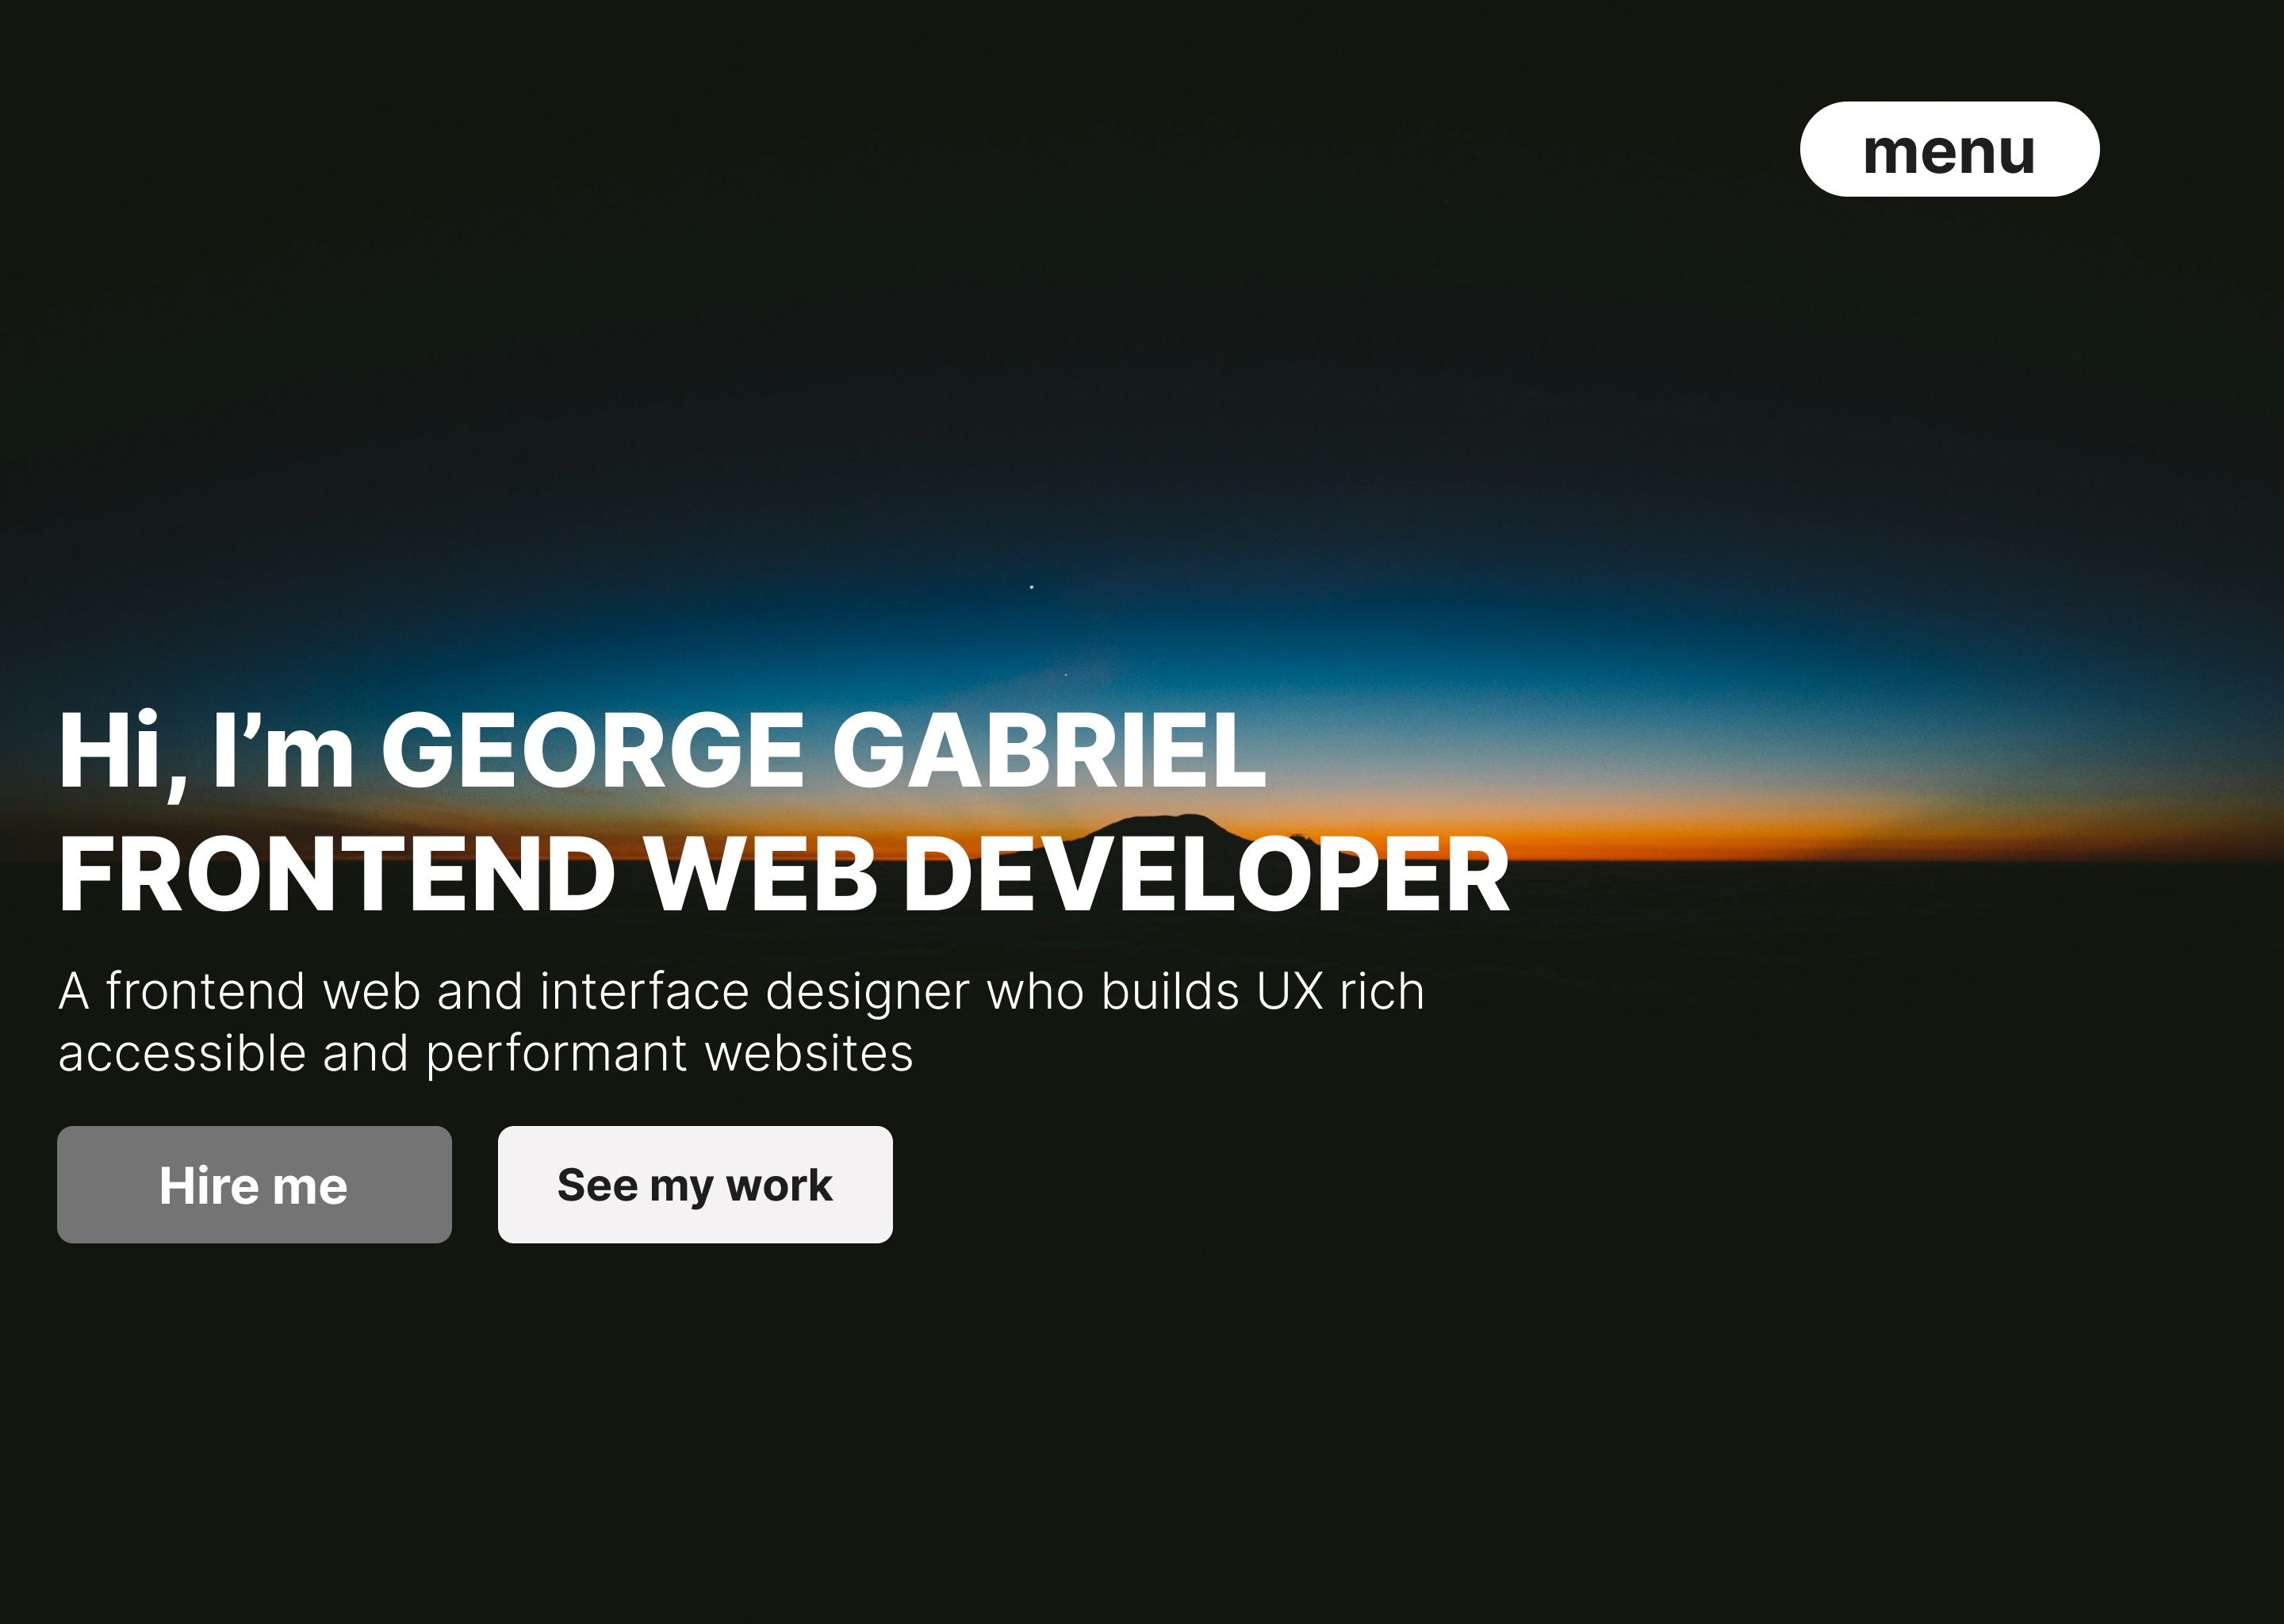 menu
Hi, I’m GEORGE GABRIEL
FRONTEND WEB DEVELOPER
A frontend web and interface designer who builds UX rich
accessible and performant websites
Hire me
See my work